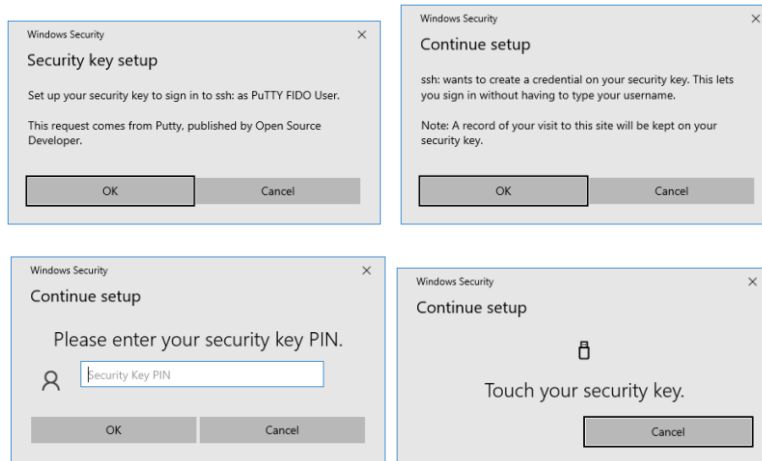 Windows Security
Security key setup
Set up your security key to sign in to ssh: as PuTTY FIDO User.
This request comes from Putty, published by Open Source
Developer.
OK
Cancel
Windows Security
Continue setup
ssh: wants to create a credential on your security key. This lets
you sign in without having to type your username.
Note: A record of your visit to this site will be kept on your
security key.
OK
Cancel
Windows Security
Continue setup
Please enter your security key PIN.
Security Key PIN
OK
Cancel
Windows Security
Continue setup
Touch your security key.
Cancel